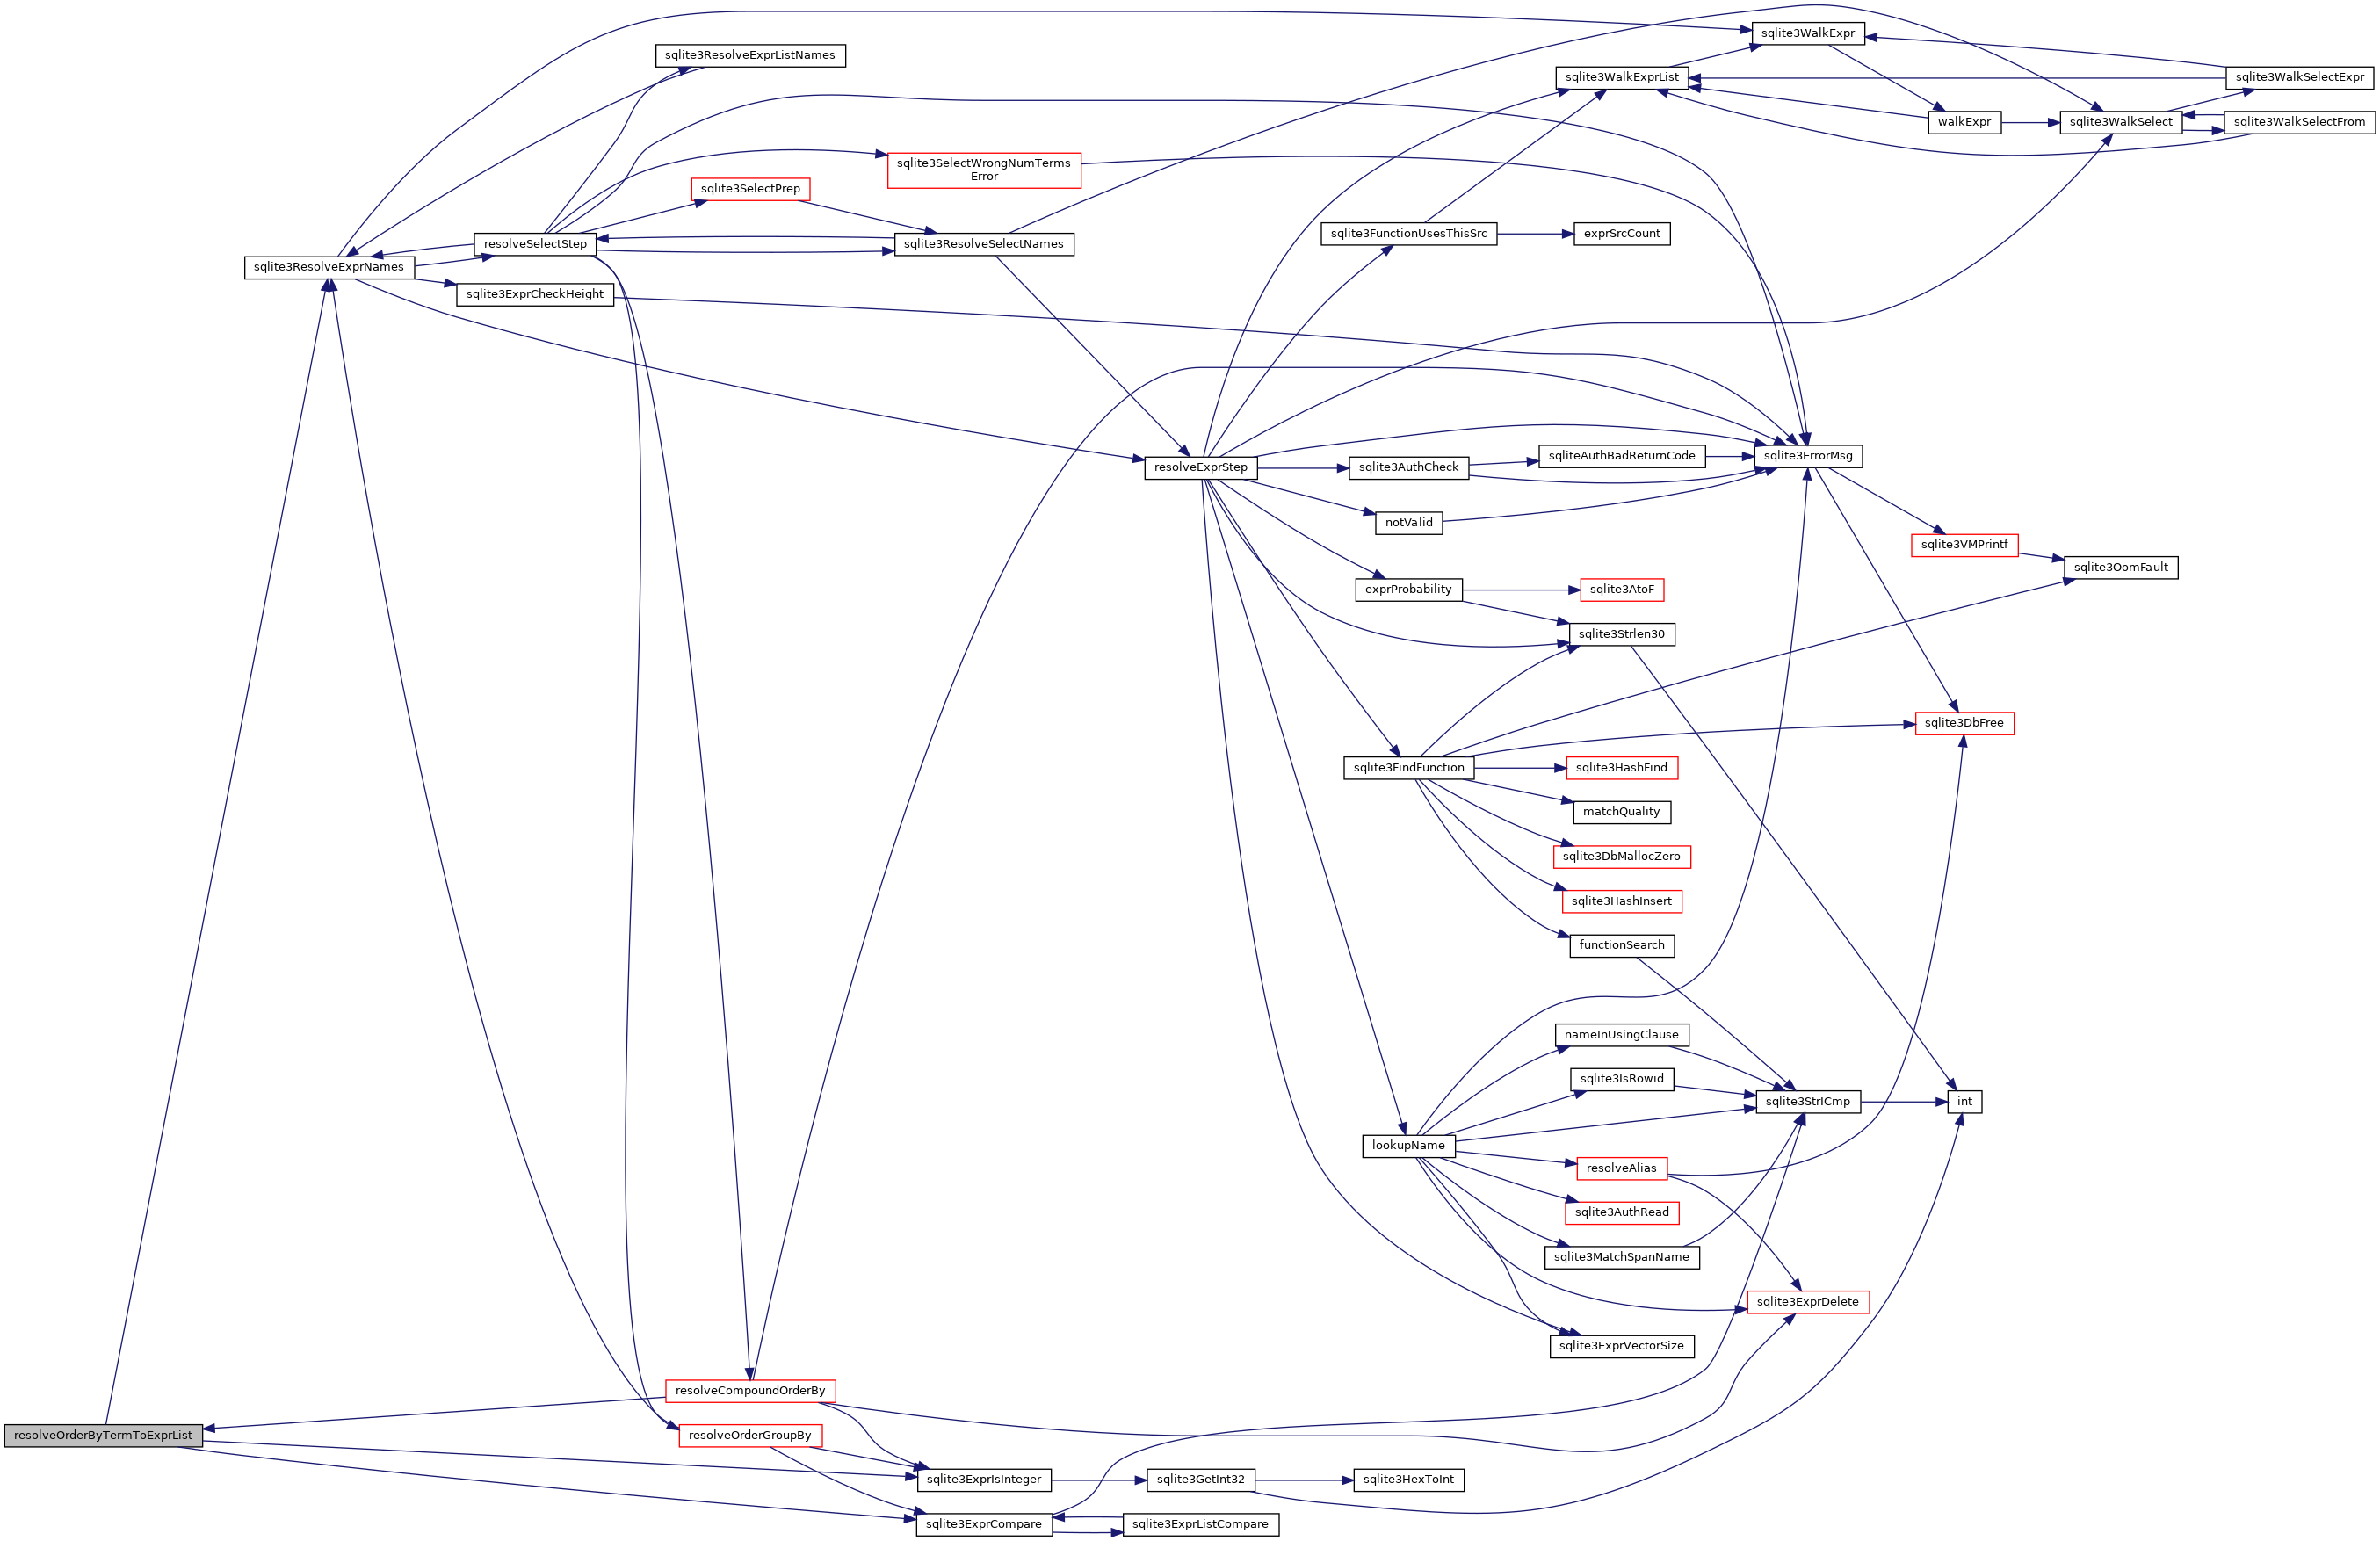 sqlite3WalkExpr
sqlite3ResolveExprListNames
sqlite3WalkExprList
sqlite3WalkSelectExpr
walkExpr
sqlite3WalkSelect
sqlite3WalkSelectFrom
sqlite3SelectWrongNumTerms
Error
sqlite3SelectPrep
sqlite3FunctionUsesThisSrc
exprSrcCount
resolveSelectStep
sqlite3ResolveSelectNames
sqlite3ResolveExprNames
sqlite3ExprCheckHeight
resolveExprStep
sqlite3AuthCheck
sqliteAuthBadReturnCode
sqlite3ErrorMsg
notValid
sqlite3VMPrintf
sqlite3OomFault
exprProbability
sqlite3AtoF
sqlite3Strlen30
sqlite3DbFree
sqlite3FindFunction
sqlite3HashFind
matchQuality
sqlite3DbMallocZero
sqlite3HashInsert
functionSearch
nameInUsingClause
sqlite3IsRowid
sqlite3StrICmp
int
lookupName
resolveAlias
sqlite3AuthRead
sqlite3MatchSpanName
sqlite3ExprDelete
sqlite3ExprVectorSize
resolveCompoundOrderBy
resolveOrderByTermToExprList
resolveOrderGroupBy
sqlite3ExprIsInteger
sqlite3GetInt32
sqlite3HexToInt
sqlite3ExprCompare
sqlite3ExprListCompare